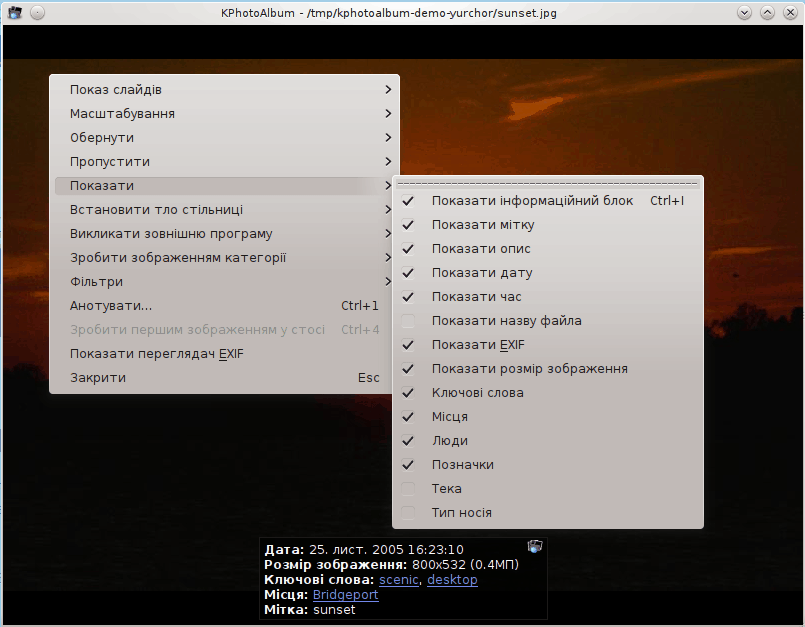 KPhotoAlbum - /tmp/kphotoalbum-demo-yurchor/sunset.jpg
Показ слайдів
Масштабування
Обернути
Пропустити
Показати
Встановити тло стільниці
Викликати зовнішню програму
Зробити зображенням категорії
Фільтри
Анотувати... Ctrl+1
Зробити першим зображенням у стосі Ctrl+4
Показати переглядач EXIF
Закрити Esc
Показати інформаційний блок Ctrl+I
Показати мітку
Показати опис
Показати дату
Показати час
Показати назву файла
Показати EXIF
Показати розмір зображення
Ключові слова
Місця
Люди
Позначки
Тека
Тип носія
Дата: 25. лист. 2005 16:23:10
Розмір зображення: 800x532 (0.4МП)
Ключові слова: scenic, desktop
Місця: Bridgeport
Мітка: sunset